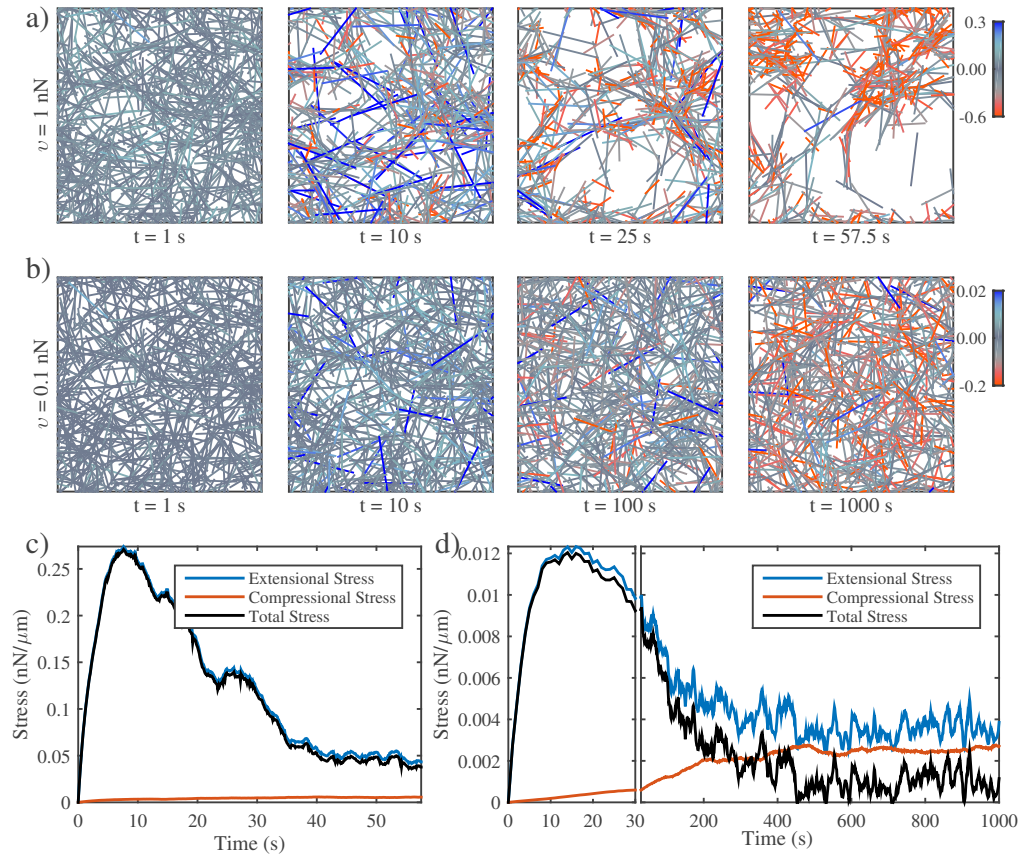 a)
υ = 1 nN
0.3
0.00
-0.6
t = 1 s
t = 10 s
t = 25 s
t = 57.5 s
b)
υ = 0.1 nN
0.02
0.00
-0.2
t = 1 s
t = 10 s
t = 100 s
t = 1000 s
c)
Stress (nN/μm)
0.25
0.2
0.15
0.1
0.05
0
0 10 20 30 40 50
Time (s)
Extensional Stress
Compressional Stress
Total Stress
d)
Stress (nN/μm)
0.012
0.01
0.008
0.006
0.004
0.002
0
0 10 20 30 200 400 600 800 1000
Time (s)
Extensional Stress
Compressional Stress
Total Stress